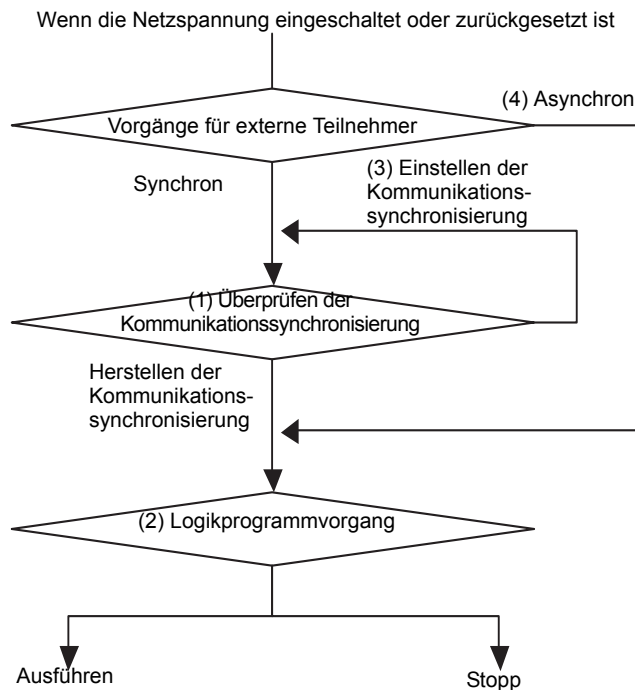 Wenn die Netzspannung eingeschaltet oder zurückgesetzt ist
(4) Asynchron
Vorgänge für externe Teilnehmer
Synchron
(3) Einstellen der
Kommunikations-
synchronisierung
(1) Überprüfen der
Kommunikationssynchronisierung
Herstellen der
Kommunikations-
synchronisierung
(2) Logikprogrammvorgang
Ausführen
Stopp